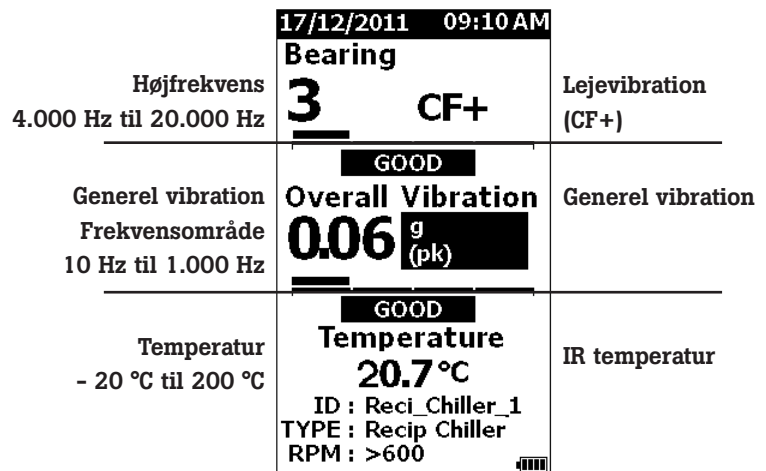 17/12/2011 09:10 AM
Bearing
Højfrekvens
4.000 Hz til 20.000 Hz
3 CF+
Lejevibration
(CF+)
GOOD
Generel vibration
Frekvensområde
10 Hz til 1.000 Hz
Overall Vibration
0.06 g
(pk)
Generel vibration
GOOD
Temperatur
- 20 °C til 200 °C
Temperature
20.7 °C
IR temperatur
ID : Reci_Chiller_1
TYPE : Recip Chiller
RPM : >600